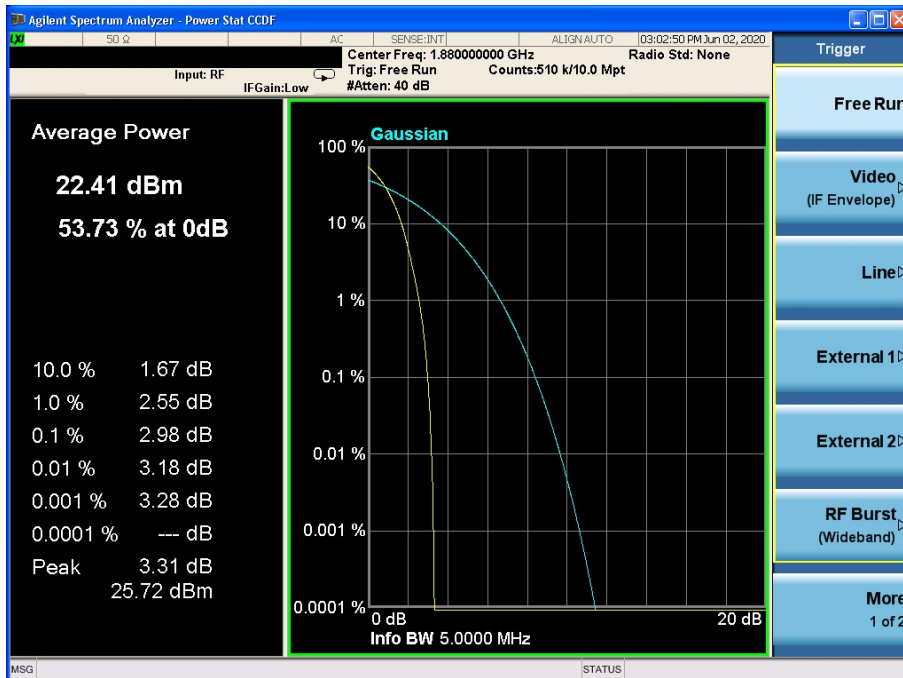 Agilent Spectrum Analyzer - Power Stat CCDF
LXI 50 Ω AC SENSE:INT ALIGN AUTO 03:02:50 PM Jun 02, 2020
Center Freq: 1.880000000 GHz Radio Std: None
Input: RF Trig: Free Run Counts:510 k/10.0 Mpt
IFGain:Low #Atten: 40 dB
Average Power
22.41 dBm
53.73 % at 0dB
10.0 % 1.67 dB
1.0 % 2.55 dB
0.1 % 2.98 dB
0.01 % 3.18 dB
0.001 % 3.28 dB
0.0001 % --- dB
Peak 3.31 dB
25.72 dBm
Gaussian
100 %
10 %
1 %
0.1 %
0.01 %
0.001 %
0.0001 %
0 dB 20 dB
Info BW 5.0000 MHz
Trigger
Free Run
Video
(IF Envelope)
Line
External 1
External 2
RF Burst
(Wideband)
More
1 of 2
MSG STATUS